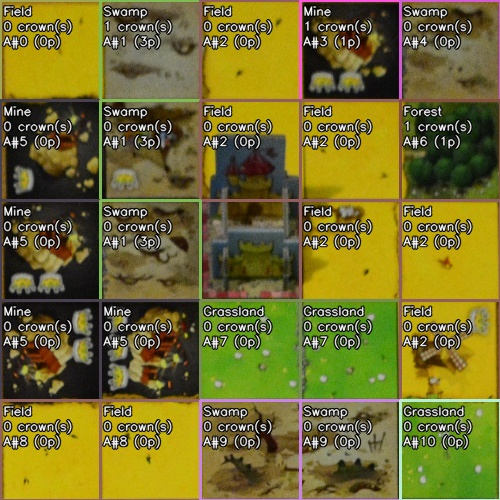 Field
0 crown(s)
A#0 (0p)
Swamp
1 crown(s)
A#1 (3p)
Field
0 crown(s)
A#2 (0p)
Mine
1 crown(s)
A#3 (1p)
Swamp
0 crown(s)
A#4 (0p)
Mine
0 crown(s)
A#5 (0p)
Swamp
0 crown(s)
A#1 (3p)
Field
0 crown(s)
A#2 (0p)
Field
0 crown(s)
A#2 (0p)
Forest
1 crown(s)
A#6 (1p)
Mine
0 crown(s)
A#5 (0p)
Swamp
0 crown(s)
A#1 (3p)
Field
0 crown(s)
A#2 (0p)
Field
0 crown(s)
A#2 (0p)
Mine
0 crown(s)
A#5 (0p)
Mine
0 crown(s)
A#5 (0p)
Grassland
0 crown(s)
A#7 (0p)
Grassland
0 crown(s)
A#7 (0p)
Field
0 crown(s)
A#2 (0p)
Field
0 crown(s)
A#8 (0p)
Field
0 crown(s)
A#8 (0p)
Swamp
0 crown(s)
A#9 (0p)
Swamp
0 crown(s)
A#9 (0p)
Grassland
0 crown(s)
A#10 (0p)